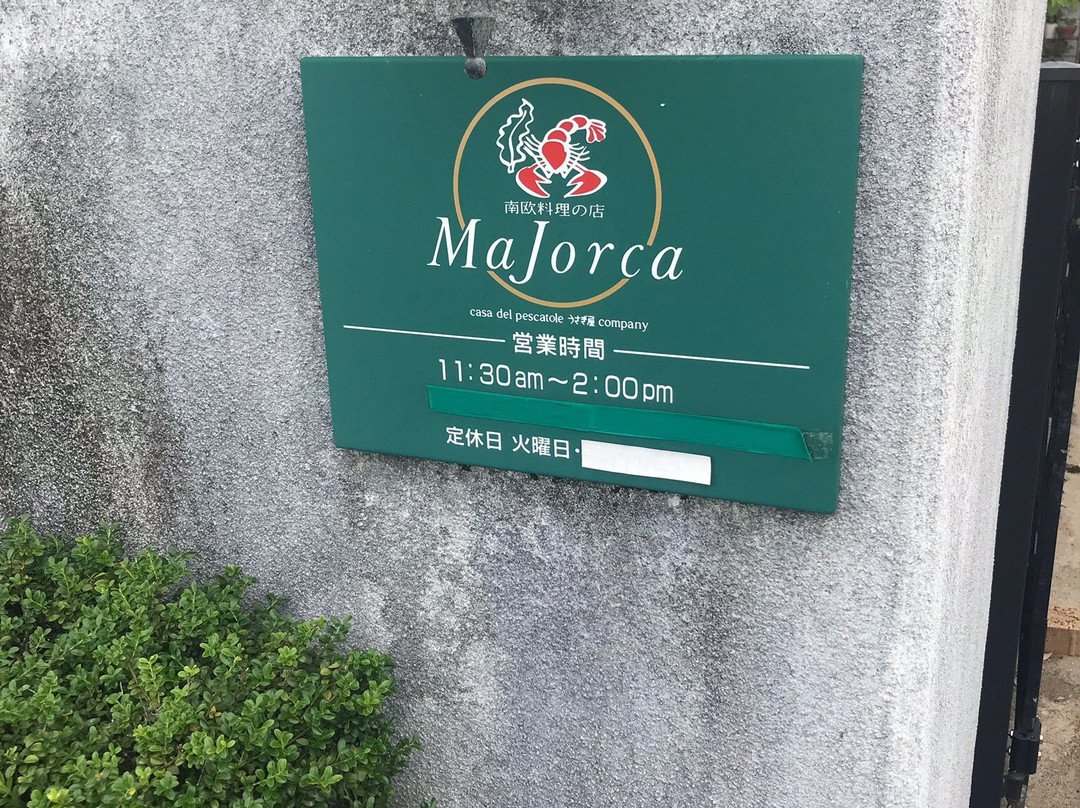 南欧料理の店
MaJorca
casa del pescatole うさぎ屋 company
営業時間
11:30am～2:00pm
定休日 火曜日・